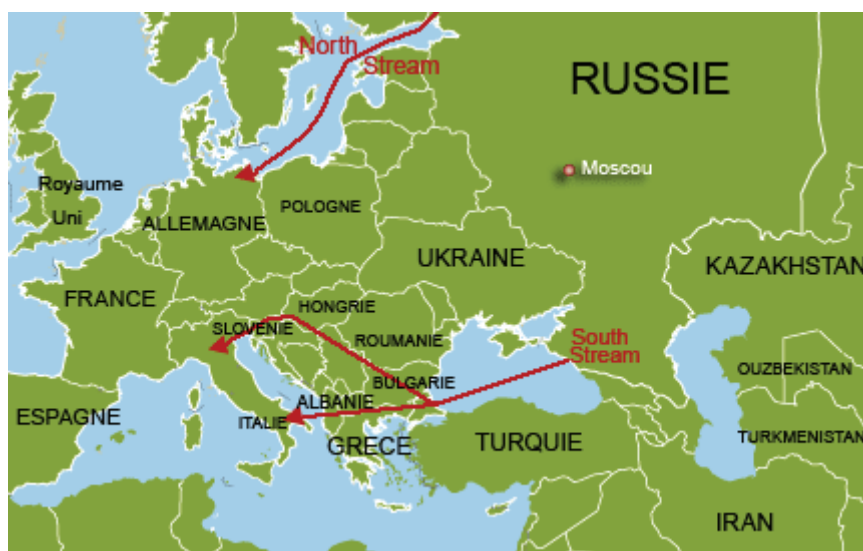 North
Stream
RUSSIE
Moscou
Royaume
Uni
ALLEMAGNE
POLOGNE
UKRAINE
KAZAKHSTAN
FRANCE
HONGRIE
SLOVENIE
ROUMANIE
South
Stream
OUZBEKISTAN
BULGARIE
ALBANIE
ESPAGNE
ITALIE
GRECE
TURQUIE
TURKMENISTAN
IRAN